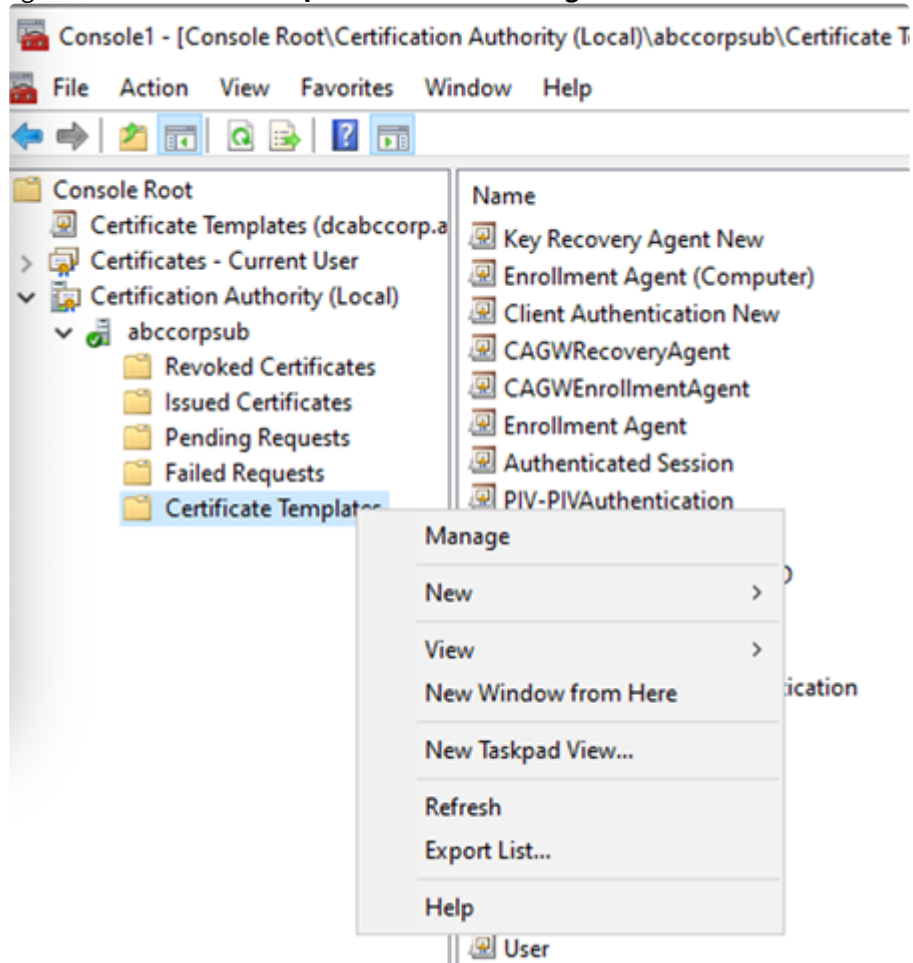 Console1 - [Console Root\Certification Authority (Local)\abccorpsub\Certificate T
File Action View Favorites Window Help
Console Root
Certificate Templates (dcabccorp.a
Certificates - Current User
Certification Authority (Local)
abccorpsub
Revoked Certificates
Issued Certificates
Pending Requests
Failed Requests
Certificate Templates
Name
Key Recovery Agent New
Enrollment Agent (Computer)
Client Authentication New
CAGWRecoveryAgent
CAGWEnrollmentAgent
Enrollment Agent
Authenticated Session
PIV-PIVAuthentication
ication
User
Manage
New
View
New Window from Here
New Taskpad View...
Refresh
Export List...
Help